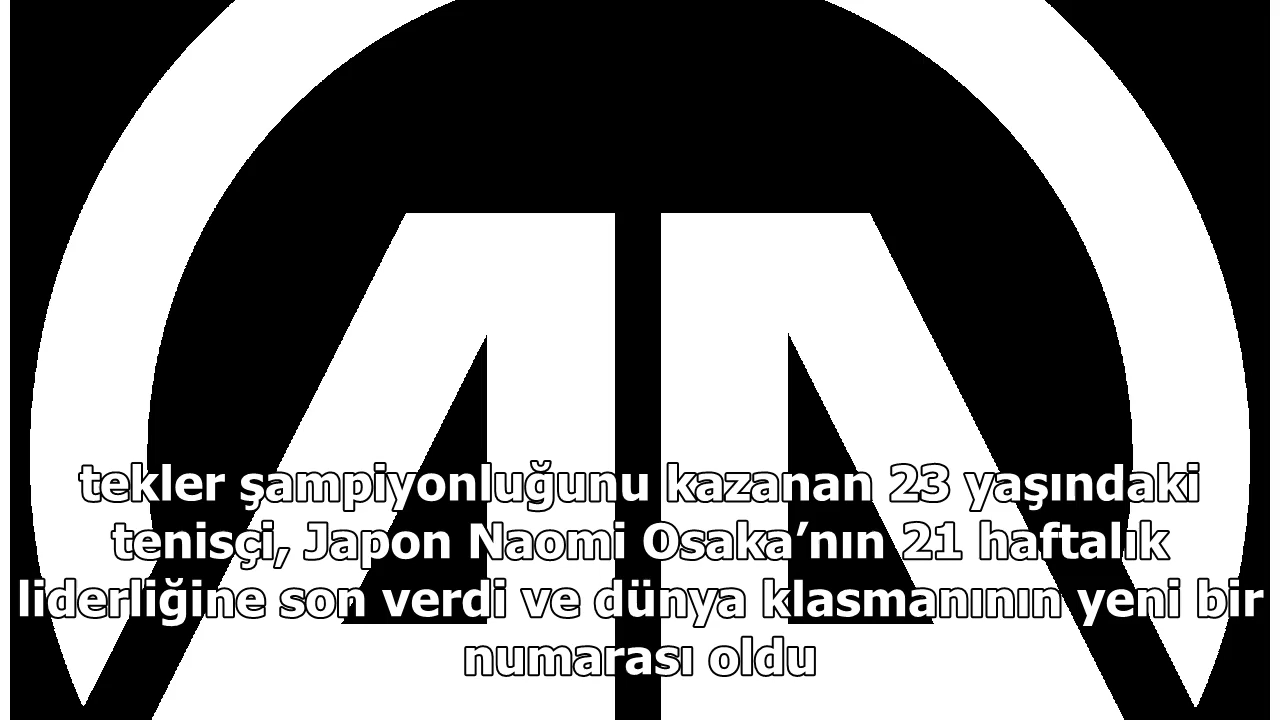 tekler şampiyonluğunu kazanan 23 yaşındaki
tenisçi, Japon Naomi Osaka’nın 21 haftalık
liderliğine son verdi ve dünya klasmanının yeni bir
numarası oldu